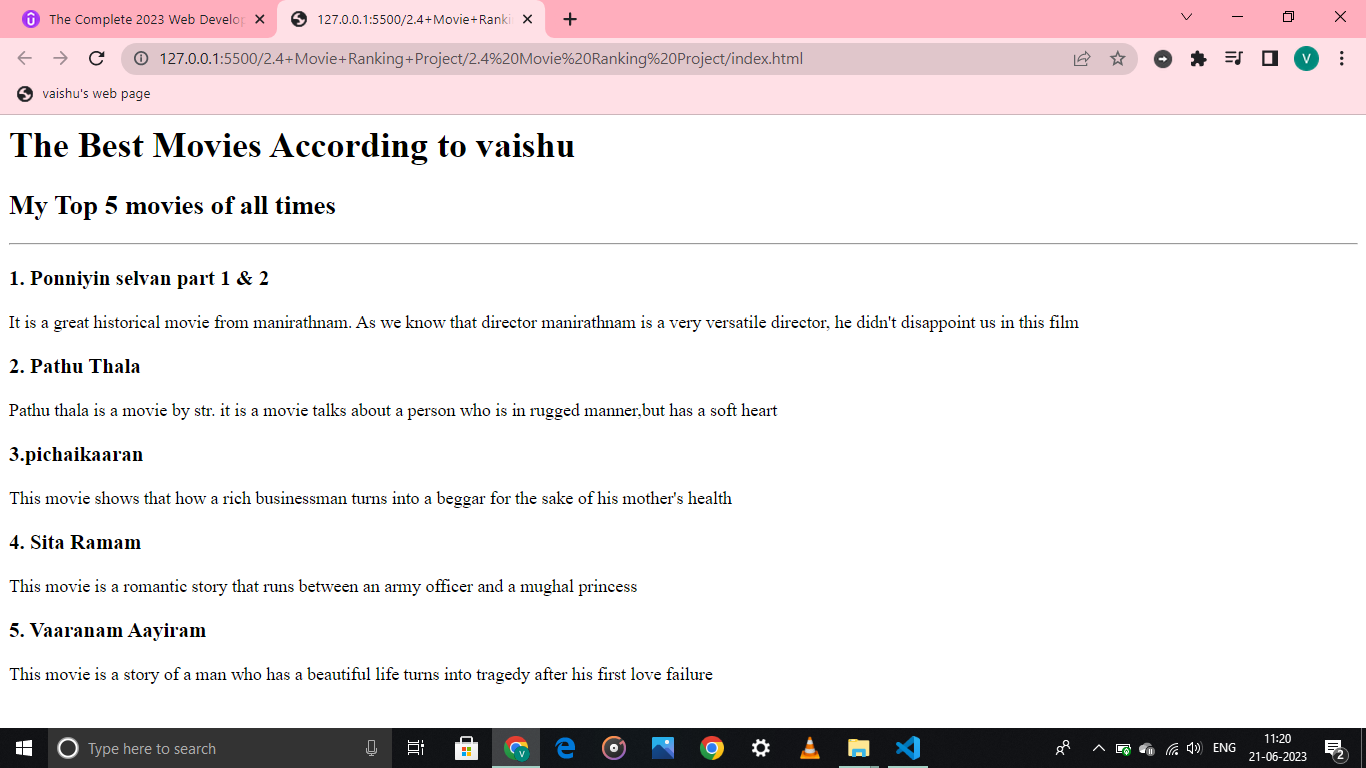 The Complete 2023 Web Develop
127.0.0.1:5500/2.4+Movie+Ranki
127.0.0.1:5500/2.4+Movie+Ranking+Project/2.4%20Movie%20Ranking%20Project/index.html
V
vaishu's web page
The Best Movies According to vaishu
My Top 5 movies of all times
1. Ponniyin selvan part 1 & 2
It is a great historical movie from manirathnam. As we know that director manirathnam is a very versatile director, he didn't disappoint us in this film
2. Pathu Thala
Pathu thala is a movie by str. it is a movie talks about a person who is in rugged manner,but has a soft heart
3.pichaikaaran
This movie shows that how a rich businessman turns into a beggar for the sake of his mother's health
4. Sita Ramam
This movie is a romantic story that runs between an army officer and a mughal princess
5. Vaaranam Aayiram
This movie is a story of a man who has a beautiful life turns into tragedy after his first love failure
Type here to search
V
ENG
11:20
21-06-2023
2